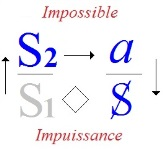 Impossible
S2 → a
S1 ◇ $
Impuissance